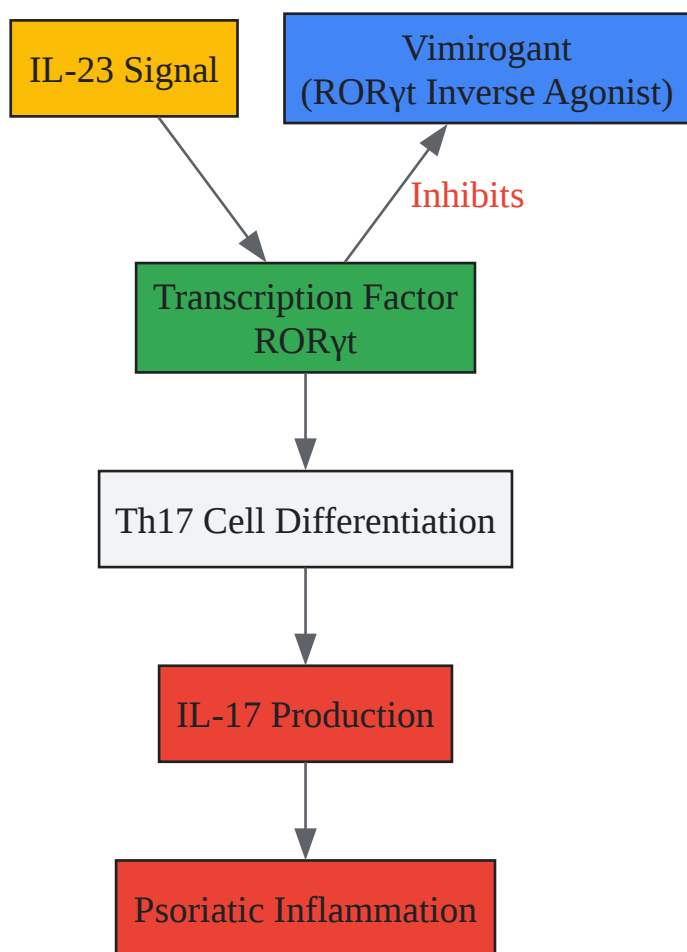 IL-23 Signal
Vimirogant
(RORγt Inverse Agonist)
Inhibits
Transcription Factor
RORγt
Th17 Cell Differentiation
IL-17 Production
Psoriatic Inflammation